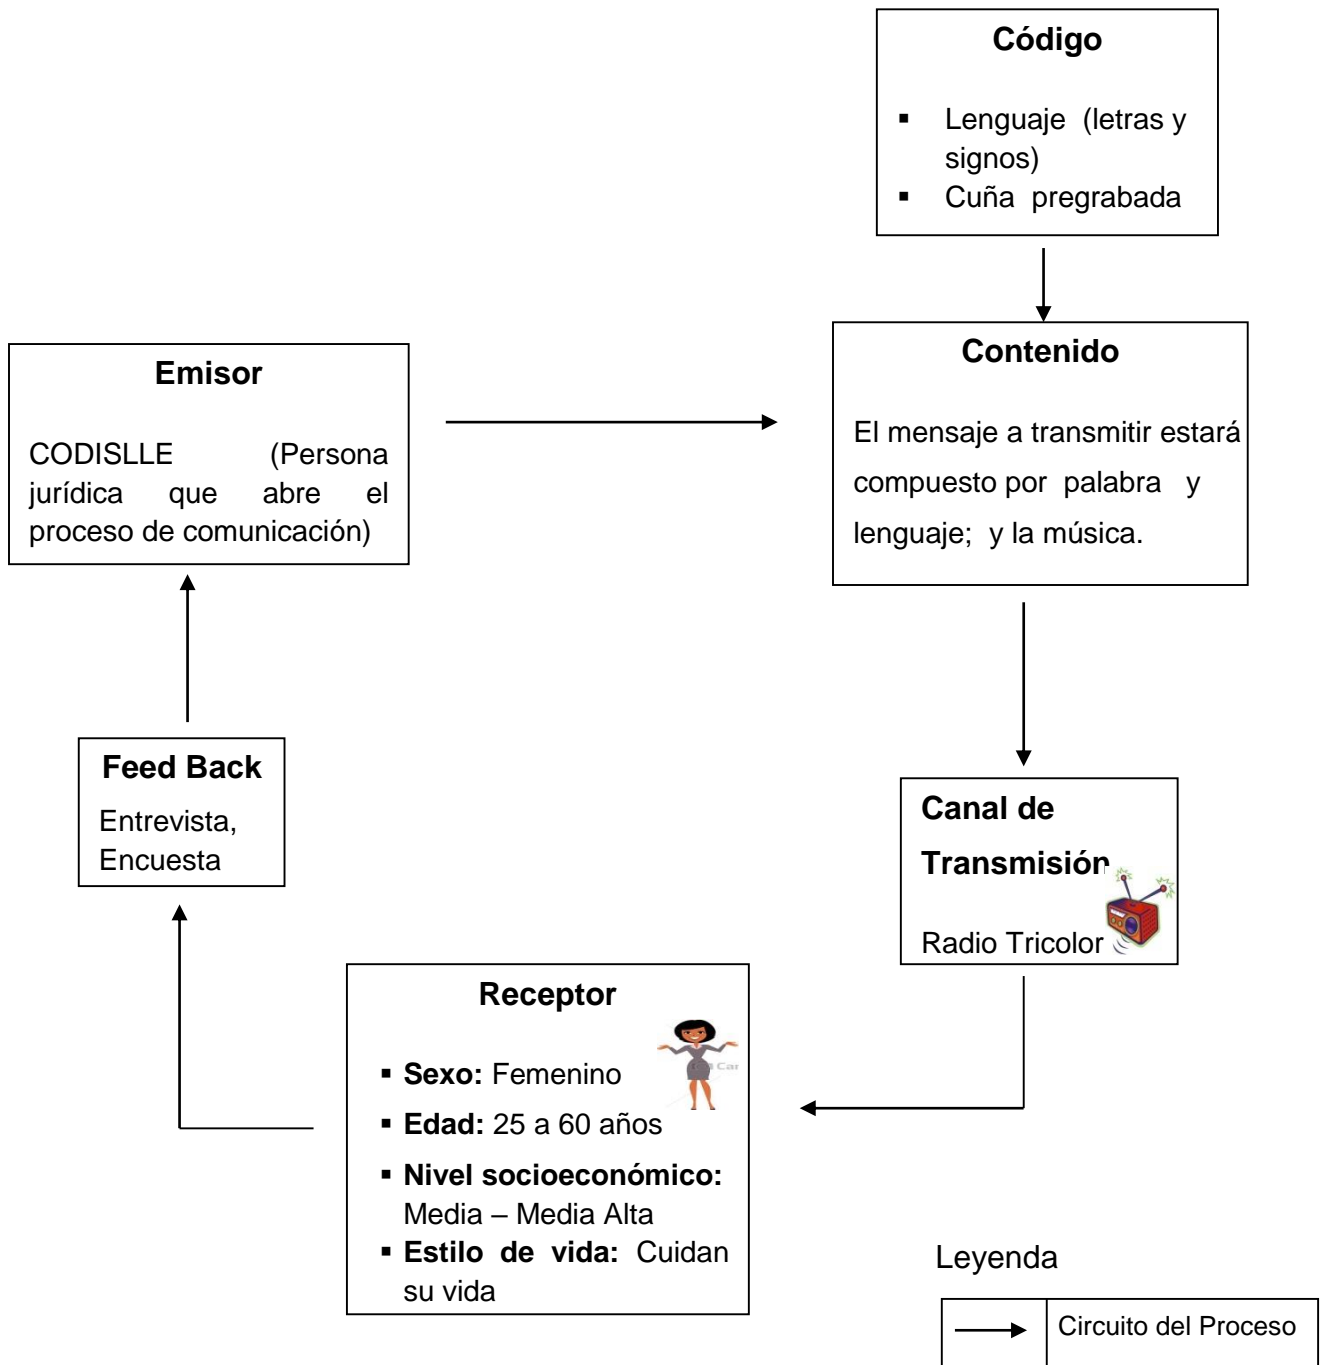 Código
▪ Lenguaje (letras y
signos)
▪ Cuña pregrabada
Emisor
CODISLLE (Persona
jurídica que abre el
proceso de comunicación)
Contenido
El mensaje a transmitir estará
compuesto por palabra y
lenguaje; y la música.
Feed Back
Entrevista,
Encuesta
Canal de
Transmisión
Radio Tricolor
Receptor
▪ Sexo: Femenino
▪ Edad: 25 a 60 años
▪ Nivel socioeconómico:
Media – Media Alta
▪ Estilo de vida: Cuidan
su vida
Leyenda
Circuito del Proceso